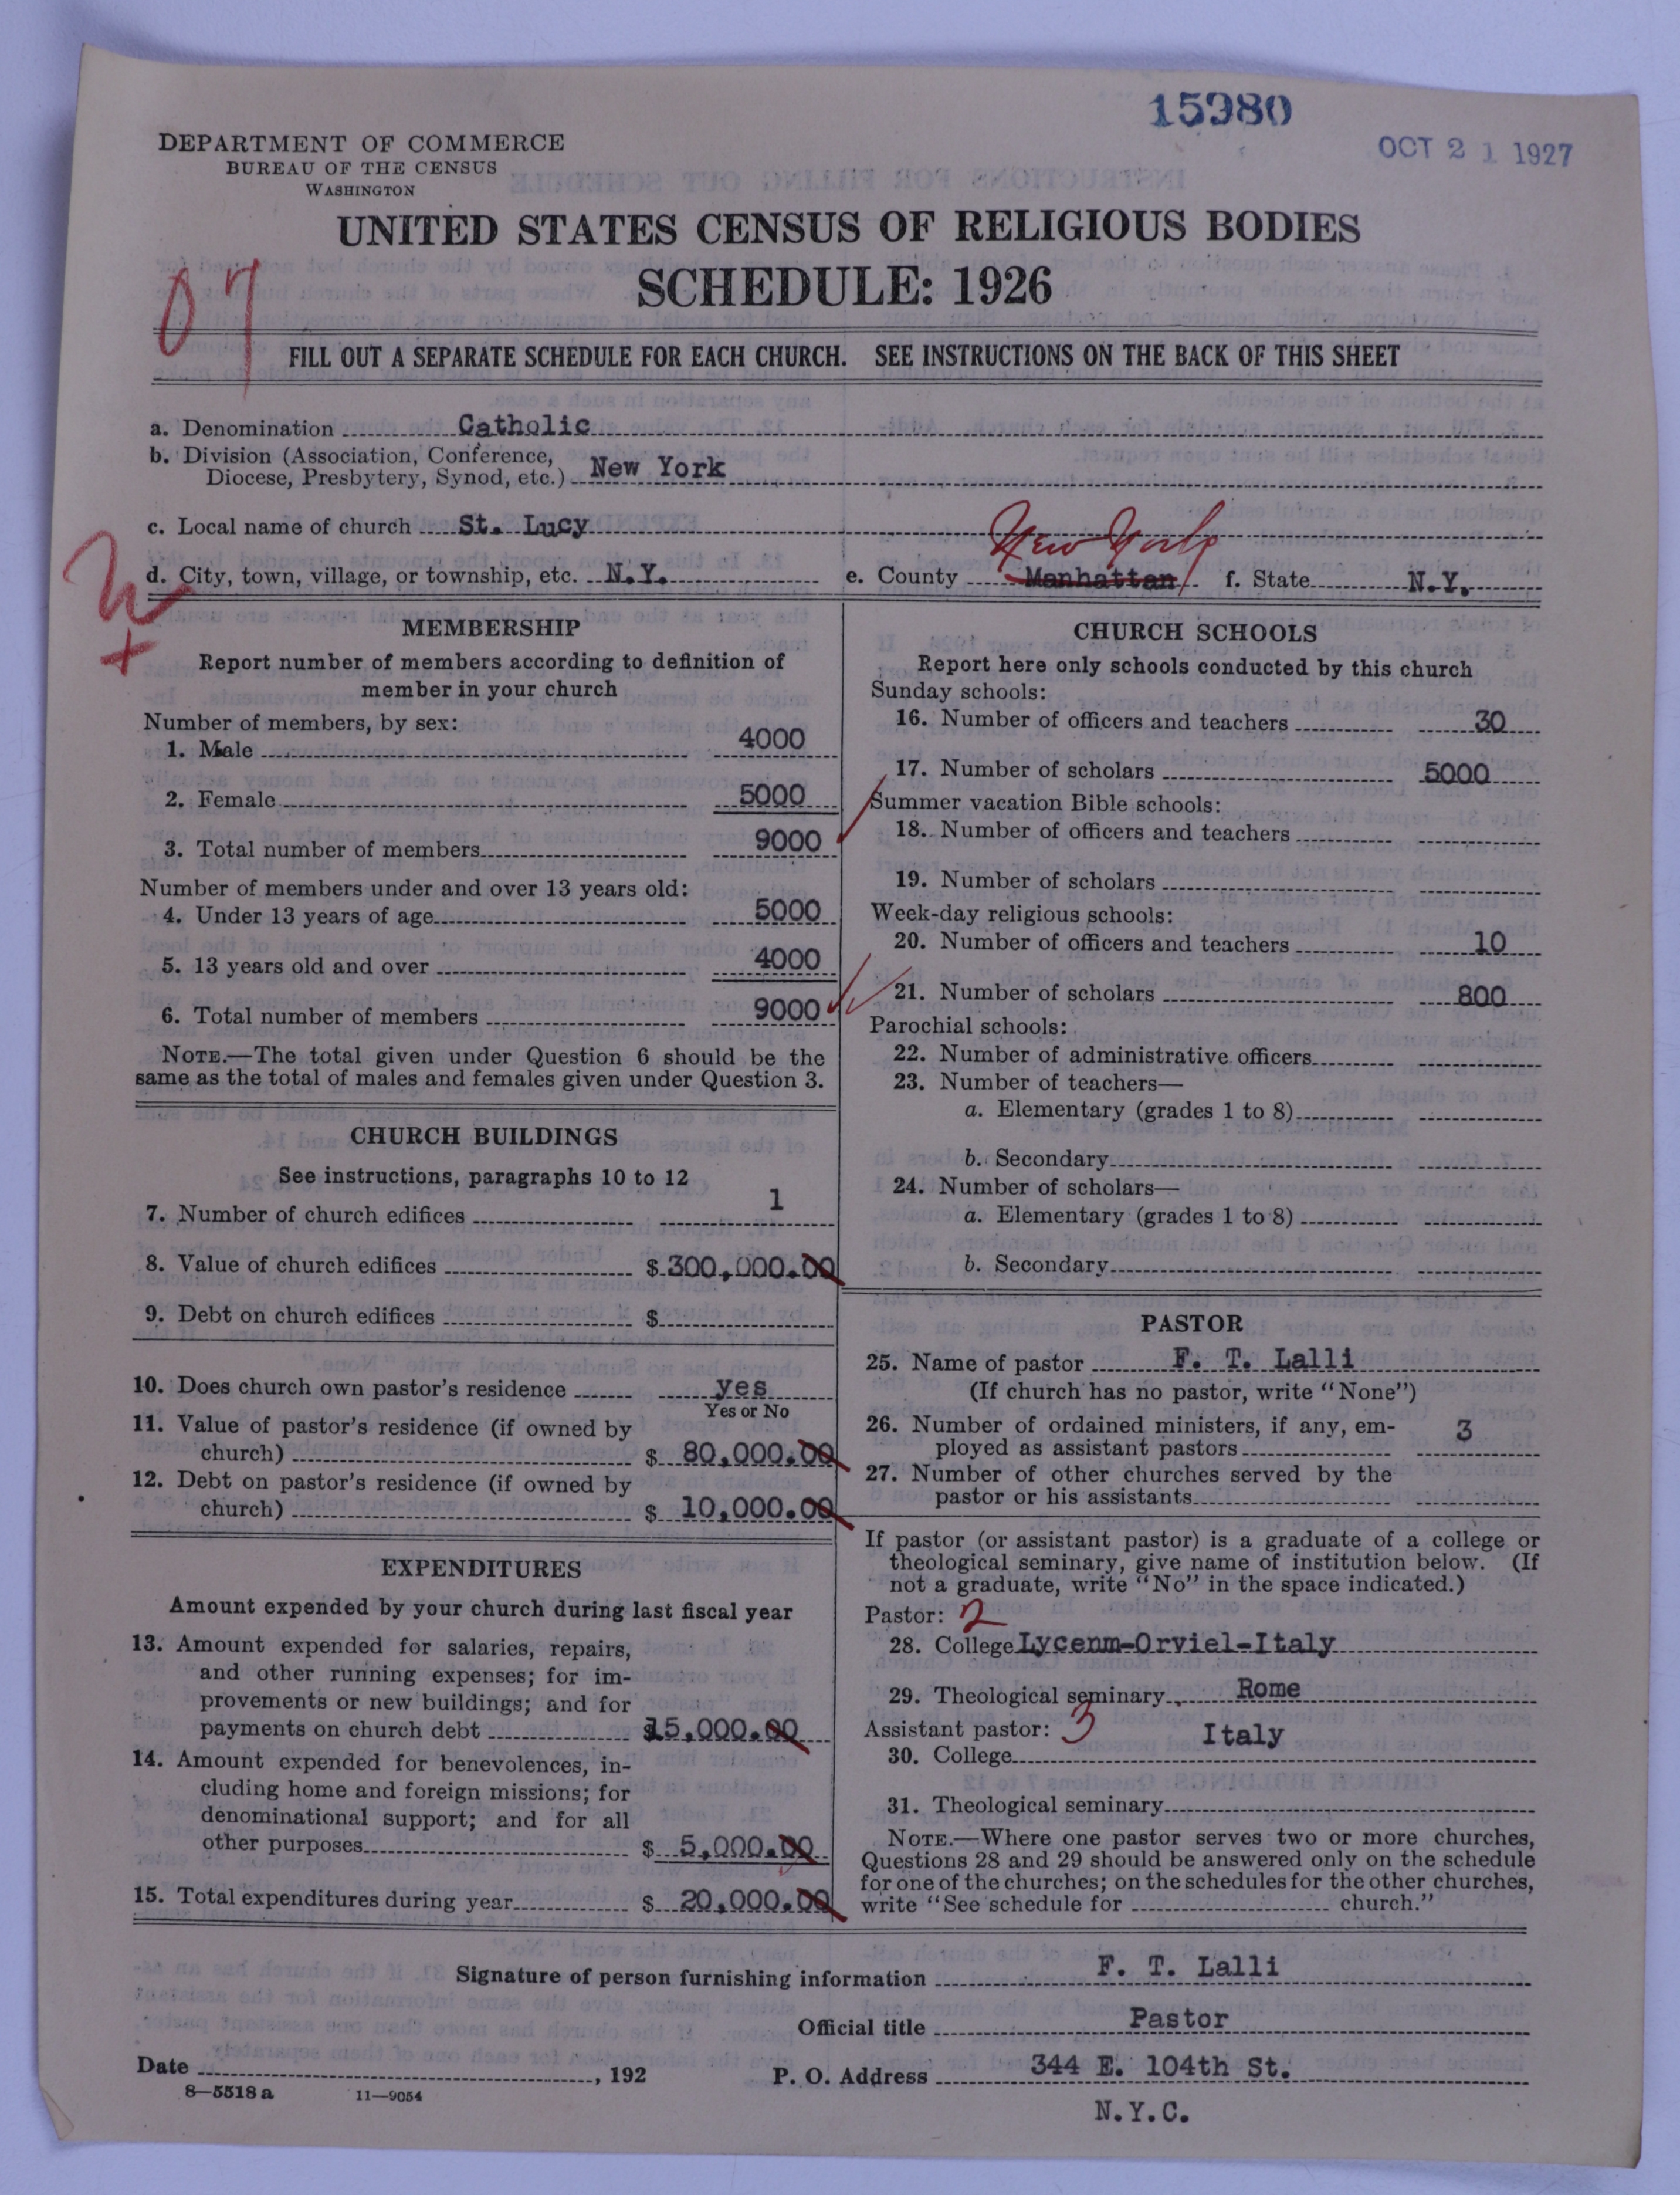 15980
OCT 21 1927
DEPARTMENT OF COMMERCE
BUREAU OF THE CENSUS
WASHINGTON
UNITED STATES CENSUS OF RELIGIOUS BODIES
SCHEDULE: 1926
07
FILL OUT A SEPARATE SCHEDULE FOR EACH CHURCH. SEE INSTRUCTIONS ON THE BACK OF THIS SHEET
a. Denomination Catholic
b. Division (Association, Conference,
Diocese, Presbytery, Synod, etc.) New York
c. Local name of church St. Lucy
New York
d. City, town, village, or township, etc. N.Y. e. County Manhattan f. State N.Y.
MEMBERSHIP
Report number of members according to definition of
member in your church
Number of members, by sex:
1. Male 4000
2. Female 5000
3. Total number of members 9000
Number of members under and over 13 years old:
4. Under 13 years of age 5000
5. 13 years old and over 4000
6. Total number of members 9000
NOTE.—The total given under Question 6 should be the
same as the total of males and females given under Question 3.
CHURCH BUILDINGS
See instructions, paragraphs 10 to 12
7. Number of church edifices 1
8. Value of church edifices $ 300,000.00
9. Debt on church edifices $
10. Does church own pastor's residence yes
Yes or No
11. Value of pastor's residence (if owned by
church) $ 80,000.00
12. Debt on pastor's residence (if owned by
church) $ 10,000.00
EXPENDITURES
Amount expended by your church during last fiscal year
13. Amount expended for salaries, repairs,
and other running expenses; for im-
provements or new buildings; and for
payments on church debt $15,000.00
14. Amount expended for benevolences, in-
cluding home and foreign missions; for
denominational support; and for all
other purposes $ 5,000.00
15. Total expenditures during year $ 20,000.00
CHURCH SCHOOLS
Report here only schools conducted by this church
Sunday schools:
16. Number of officers and teachers 30
17. Number of scholars 5000
Summer vacation Bible schools:
18. Number of officers and teachers
19. Number of scholars
Week-day religious schools:
20. Number of officers and teachers 10
21. Number of scholars 800
Parochial schools:
22. Number of administrative officers
23. Number of teachers—
a. Elementary (grades 1 to 8)
b. Secondary
24. Number of scholars—
a. Elementary (grades 1 to 8)
b. Secondary
PASTOR
25. Name of pastor F. T. Lalli
(If church has no pastor, write "None")
26. Number of ordained ministers, if any, em-
ployed as assistant pastors 3
27. Number of other churches served by the
pastor or his assistants
If pastor (or assistant pastor) is a graduate of a college or
theological seminary, give name of institution below. (If
not a graduate, write "No" in the space indicated.)
Pastor: 2
28. College Lycenm-Orviel-Italy
29. Theological seminary Rome
Assistant pastor: 3 Italy
30. College
31. Theological seminary
NOTE.—Where one pastor serves two or more churches,
Questions 28 and 29 should be answered only on the schedule
for one of the churches; on the schedules for the other churches,
write "See schedule for church."
Signature of person furnishing information F. T. Lalli
Official title Pastor
Date , 192 P. O. Address 344 E. 104th St.
8—5518 a 11—9054
N.Y.C.